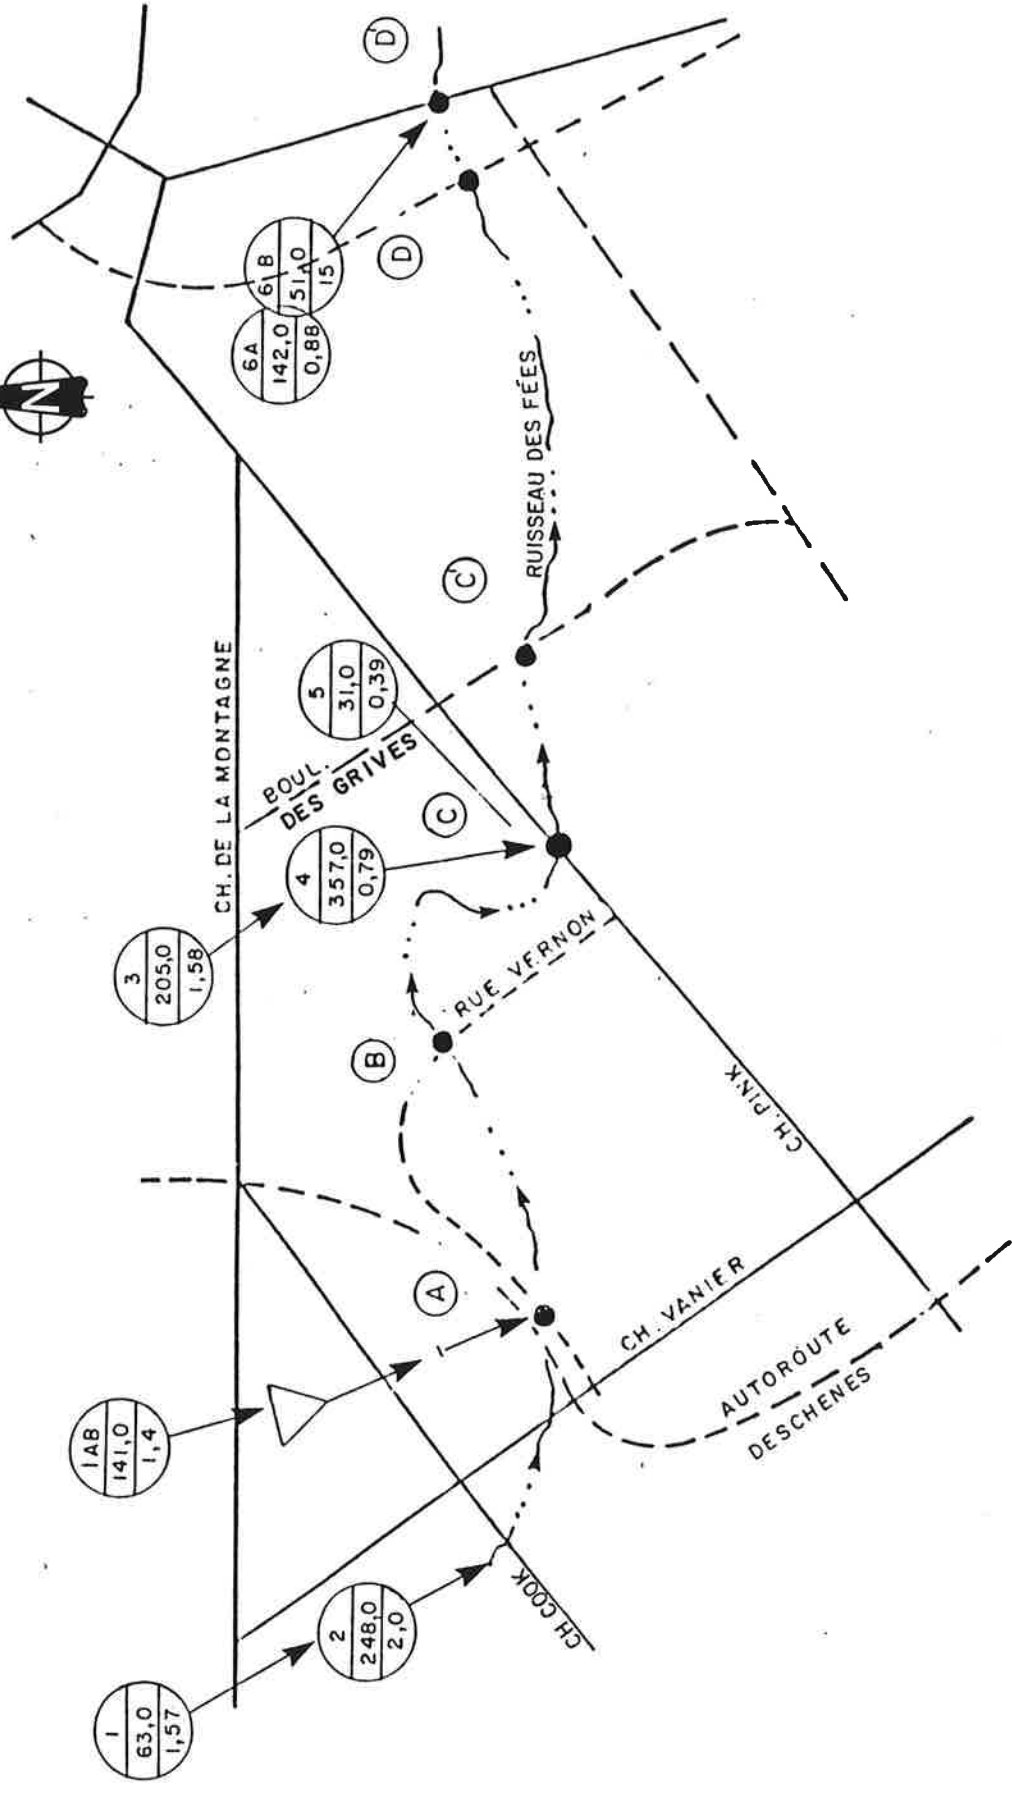 N
CH. DE LA MONTAGNE
1
63,0
1,57
2
248,0
2,0
1AB
141,0
1,4
3
205,0
1,58
4
357,0
0,79
5
31,0
0,39
6A
142,0
0,88
6B
51,0
15
A
B
C
C'
D
D'
BOUL.
DES GRIVES
RUE VERNON
RUISSEAU DES FÉES
CH. PINK
CH. VANIER
CH COOK
AUTOROUTE
DESCHENES